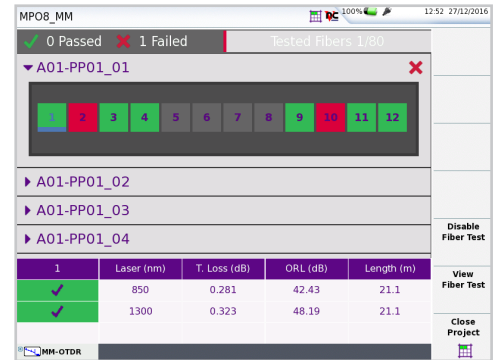 MPO8_MM
100%
12:52 27/12/2016
0 Passed 1 Failed Tested Fibers 1/80
A01-PP01_01
1 2 3 4 5 6 7 8 9 10 11 12
A01-PP01_02
A01-PP01_03
A01-PP01_04
1 Laser (nm) T. Loss (dB) ORL (dB) Length (m)
850 0.281 42.43 21.1
1300 0.323 48.19 21.1
MM-OTDR
Disable
Fiber Test
View
Fiber Test
Close
Project